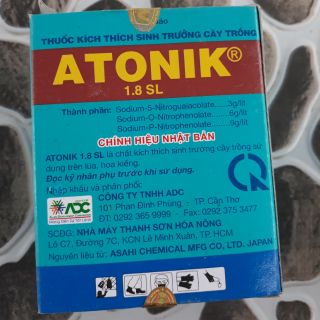 THUỐC KÍCH THÍCH SINH TRƯỞNG CÂY TRỒNG
ATONIK®
1.8 SL
Thành phần: Sodium-S-Nitrogualacolate.....3g/lít
Sodium-O-Nitrophenolate.....6g/lít
Sodium-P-Nitrophenolate.....9g/lít
CHÍNH HIỆU NHẬT BẢN
ATONIK 1.8 SL là chất kích thích sinh trưởng cây trồng sử
dụng trên lúa, hoa kiểng.
Đọc kỹ nhãn phụ trước khi sử dụng.
Nhập khẩu và phân phối:
CÔNG TY TNHH ADC
101 Phan Đình Phùng - TP. Cần Thơ
ĐT: 0292 365 9999 - Fax: 0292 375 3477
ADC
SCĐG: NHÀ MÁY THANH SƠN HÓA NÔNG
Lô C7, Đường 7C, KCN Lê Minh Xuân, TP. HCM
Nguyên liệu từ: ASAHI CHEMICAL MFG CO., LTD. JAPAN